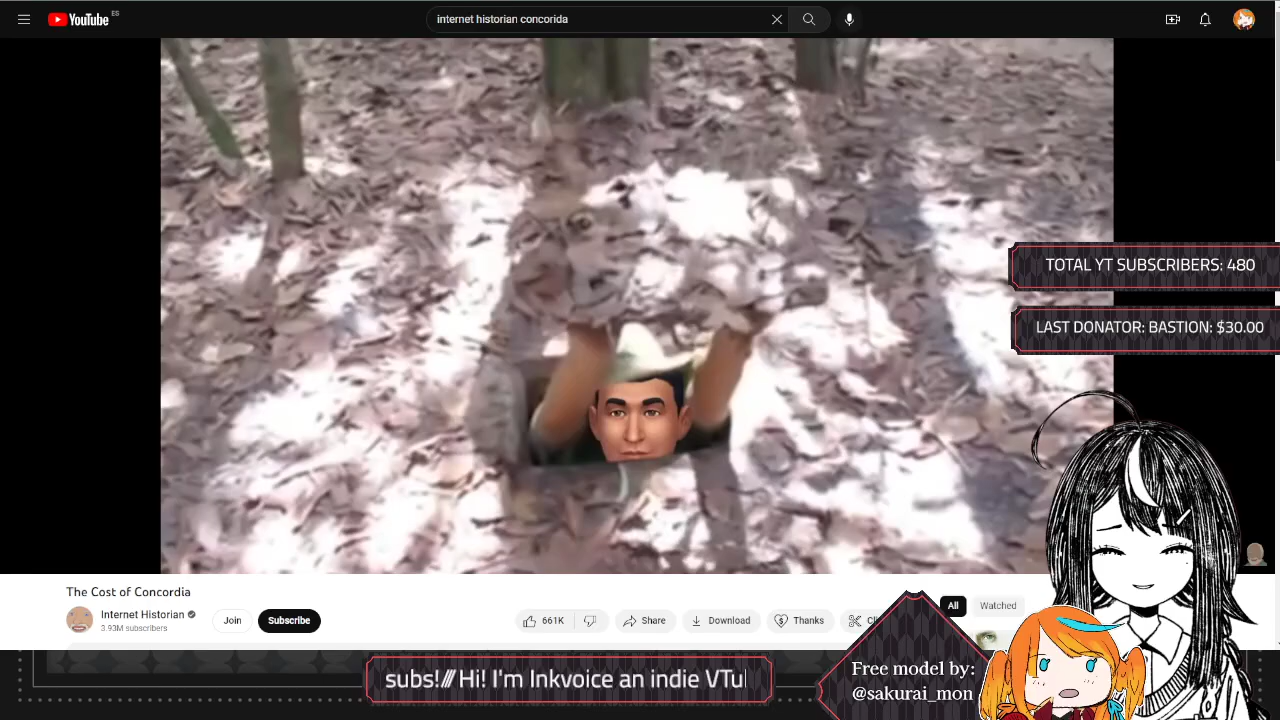 YouTube ES
internet historian concorida
TOTAL YT SUBSCRIBERS: 480
LAST DONATOR: BASTION: $30.00
The Cost of Concordia
Internet Historian
3.93M subscribers
Join
Subscribe
661K
Share
Download
Thanks
All
Watched
subs!///Hi! I'm Inkvoice an indie VTu
Free model by:
@sakurai_mon